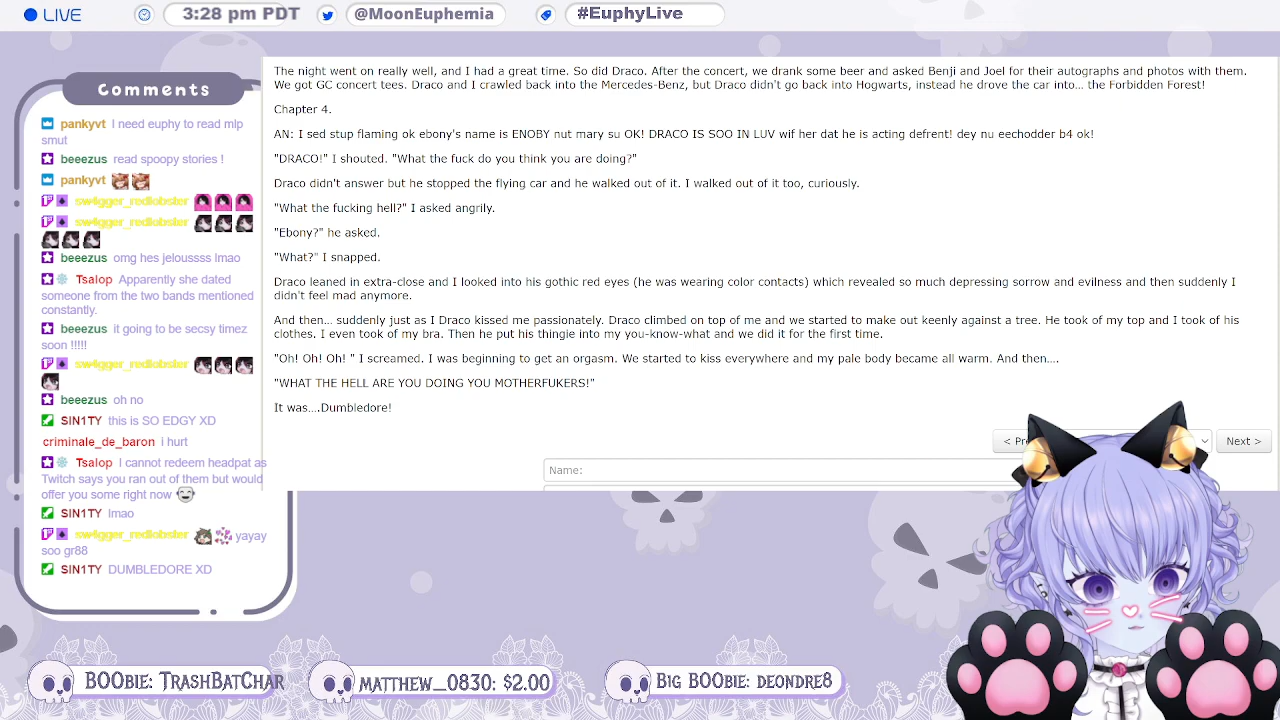 LIVE
3:28 pm PDT
@MoonEuphemia
#EuphyLive
Comments
pankyvt I need euphy to read mlp
smut
beeezus read spoopy stories !
pankyvt
sw4gger_redlobster
sw4gger_redlobster
beeezus omg hes jeloussss lmao
Tsalop Apparently she dated
someone from the two bands mentioned
constantly.
beeezus it going to be secsy timez
soon !!!!!
sw4gger_redlobster
beeezus oh no
SIN1TY this is SO EDGY XD
criminale_de_baron i hurt
Tsalop I cannot redeem headpat as
Twitch says you ran out of them but would
offer you some right now
SIN1TY lmao
sw4gger_redlobster yayay
soo gr88
SIN1TY DUMBLEDORE XD
The night went on really well, and I had a great time. So did Draco. After the concert, we drank some beer and asked Benji and Joel for their autographs and photos with them.
We got GC concert tees. Draco and I crawled back into the Mercedes-Benz, but Draco didn't go back into Hogwarts, instead he drove the car into... the Forbidden Forest!
Chapter 4.
AN: I sed stup flaming ok ebony's name is ENOBY nut mary su OK! DRACO IS SOO IN LUV wif her dat he is acting defrent! dey nu eechodder b4 ok!
"DRACO!" I shouted. "What the fuck do you think you are doing?"
Draco didn't answer but he stopped the flying car and he walked out of it. I walked out of it too, curiously.
"What the fucking hell?" I asked angrily.
"Ebony?" he asked.
"What?" I snapped.
Draco leaned in extra-close and I looked into his gothic red eyes (he was wearing color contacts) which revealed so much depressing sorrow and evilness and then suddenly I
didn't feel mad anymore.
And then... suddenly just as I Draco kissed me passionately. Draco climbed on top of me and we started to make out keenly against a tree. He took of my top and I took of his
clothes. I even took of my bra. Then he put his thingie into my you-know-what and we did it for the first time.
"Oh! Oh! Oh! " I screamed. I was beginning to get an orgasm. We started to kiss everywhere and my pale body became all warm. And then....
"WHAT THE HELL ARE YOU DOING YOU MOTHERFUKERS!"
It was....Dumbledore!
Next >
Name:
BOObie: TrashBatChar
matthew_0830: $2.00
Big BOObie: deondre8